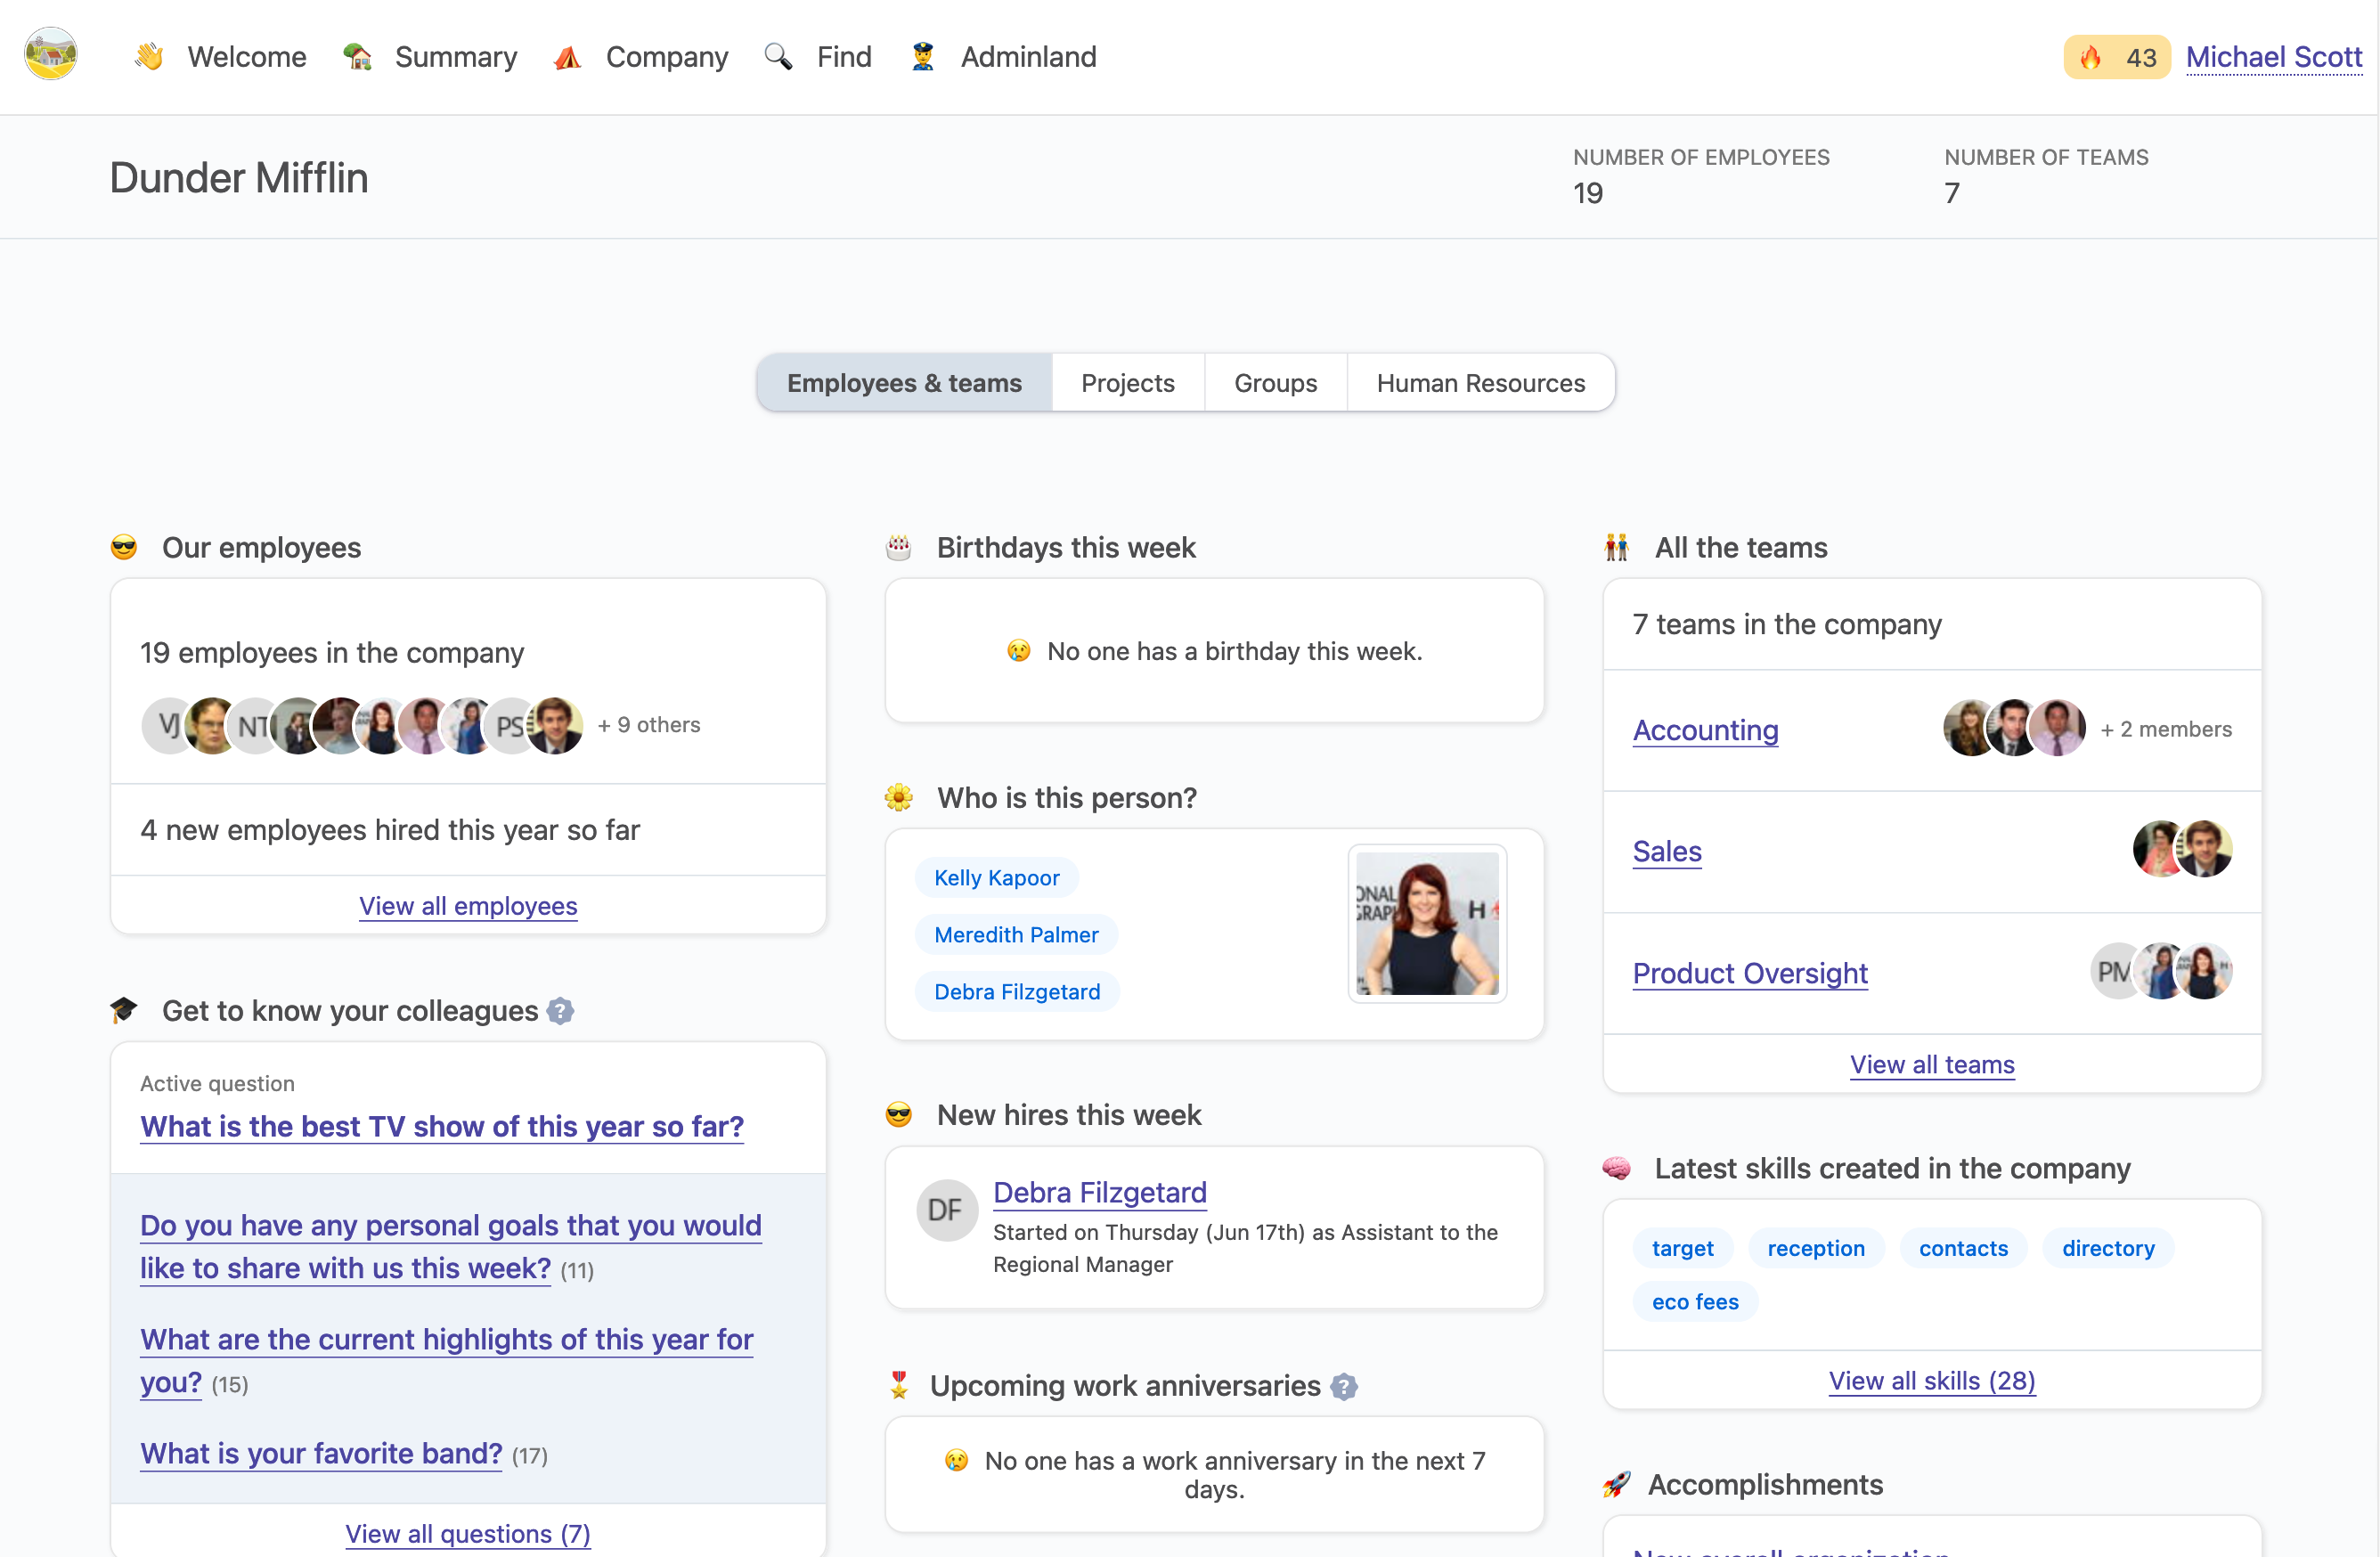 Welcome
Summary
Company
Find
Adminland
43
Michael Scott
Dunder Mifflin
NUMBER OF EMPLOYEES
19
NUMBER OF TEAMS
7
Employees & teams
Projects
Groups
Human Resources
Our employees
19 employees in the company
VJ
NT
PS
+ 9 others
4 new employees hired this year so far
View all employees
Get to know your colleagues ?
Active question
What is the best TV show of this year so far?
Do you have any personal goals that you would
like to share with us this week? (11)
What are the current highlights of this year for
you? (15)
What is your favorite band? (17)
View all questions (7)
Birthdays this week
No one has a birthday this week.
Who is this person?
Kelly Kapoor
Meredith Palmer
Debra Filzgetard
ONAL
GRAPH
H
New hires this week
DF
Debra Filzgetard
Started on Thursday (Jun 17th) as Assistant to the
Regional Manager
Upcoming work anniversaries ?
No one has a work anniversary in the next 7
days.
All the teams
7 teams in the company
Accounting
+ 2 members
Sales
Product Oversight
PM
View all teams
Latest skills created in the company
target
reception
contacts
directory
eco fees
View all skills (28)
Accomplishments
New overall organization